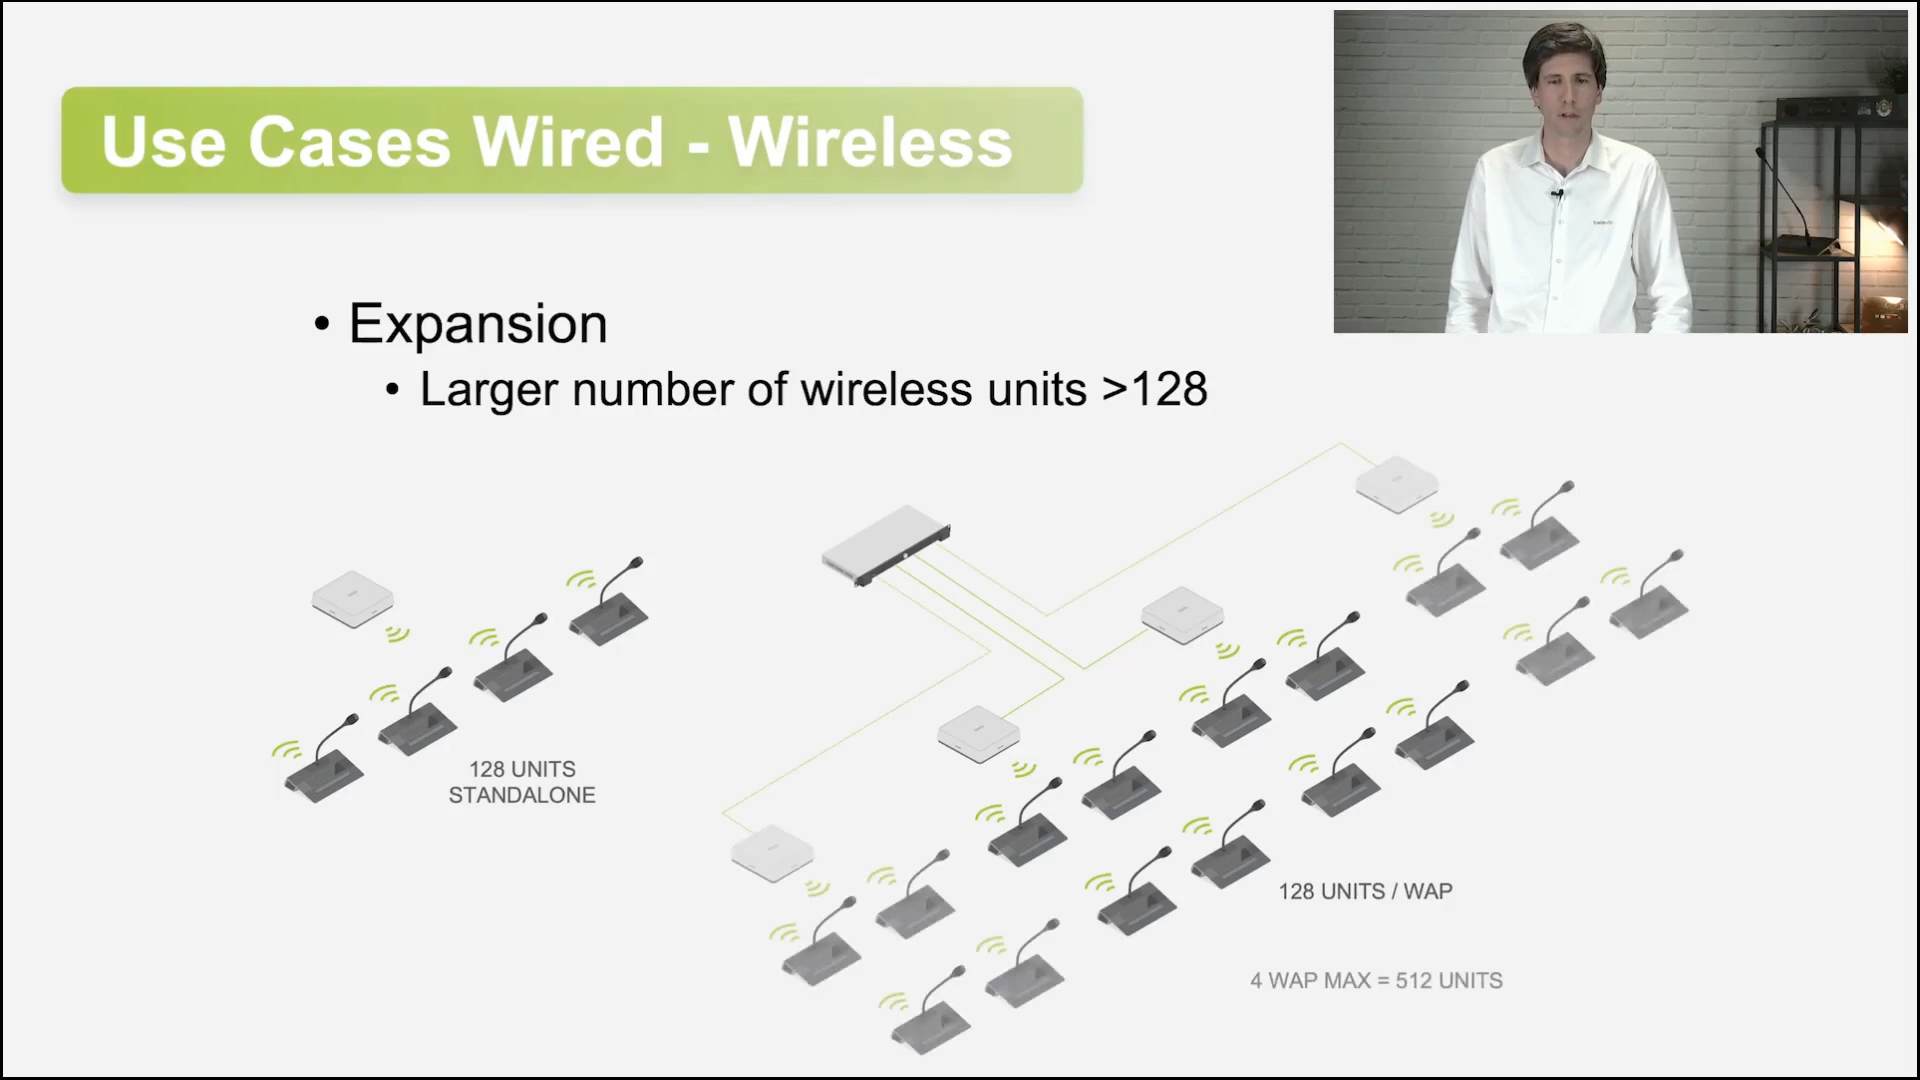 Use Cases Wired - Wireless
• Expansion
• Larger number of wireless units >128
128 UNITS
STANDALONE
128 UNITS / WAP
4 WAP MAX = 512 UNITS